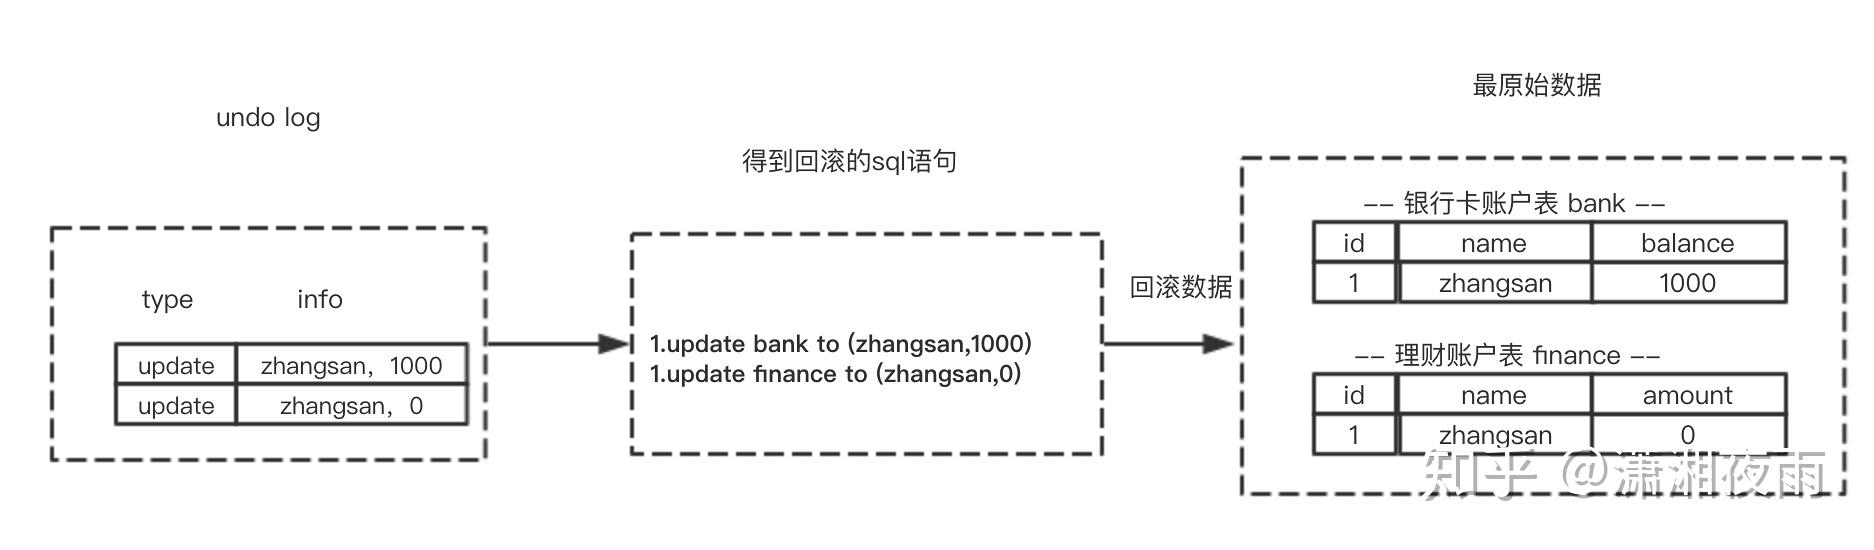 undo log
type info
update zhangsan，1000
update zhangsan，0
得到回滚的sql语句
1.update bank to (zhangsan,1000)
1.update finance to (zhangsan,0)
回滚数据
最原始数据
-- 银行卡账户表 bank --
id name balance
1 zhangsan 1000
-- 理财账户表 finance --
id name amount
1 zhangsan 0
知乎 @潇湘夜雨